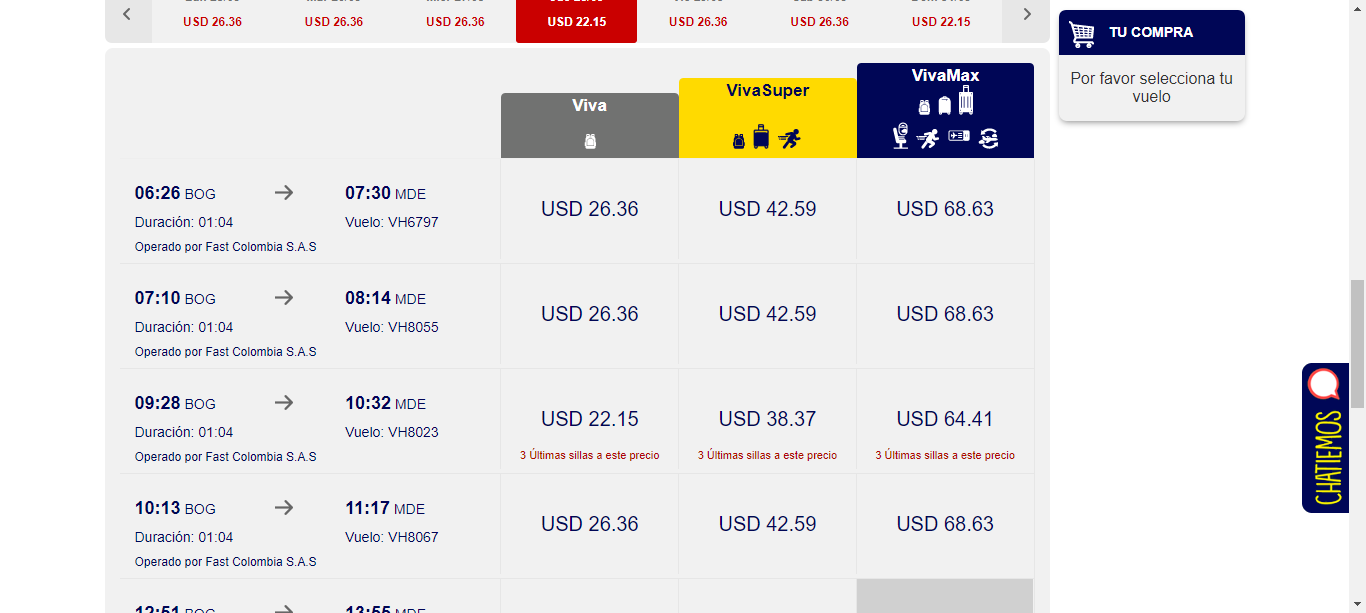 USD 26.36 USD 26.36 USD 26.36 USD 22.15 USD 26.36 USD 26.36 USD 22.15
TU COMPRA
Por favor selecciona tu
vuelo
Viva VivaSuper VivaMax
06:26 BOG 07:30 MDE USD 26.36 USD 42.59 USD 68.63
Duración: 01:04 Vuelo: VH6797
Operado por Fast Colombia S.A.S
07:10 BOG 08:14 MDE USD 26.36 USD 42.59 USD 68.63
Duración: 01:04 Vuelo: VH8055
Operado por Fast Colombia S.A.S
09:28 BOG 10:32 MDE USD 22.15 USD 38.37 USD 64.41
Duración: 01:04 Vuelo: VH8023
Operado por Fast Colombia S.A.S 3 Últimas sillas a este precio 3 Últimas sillas a este precio 3 Últimas sillas a este precio
10:13 BOG 11:17 MDE USD 26.36 USD 42.59 USD 68.63
Duración: 01:04 Vuelo: VH8067
Operado por Fast Colombia S.A.S
12:51 BOG 13:55 MDE
CHATIEMOS